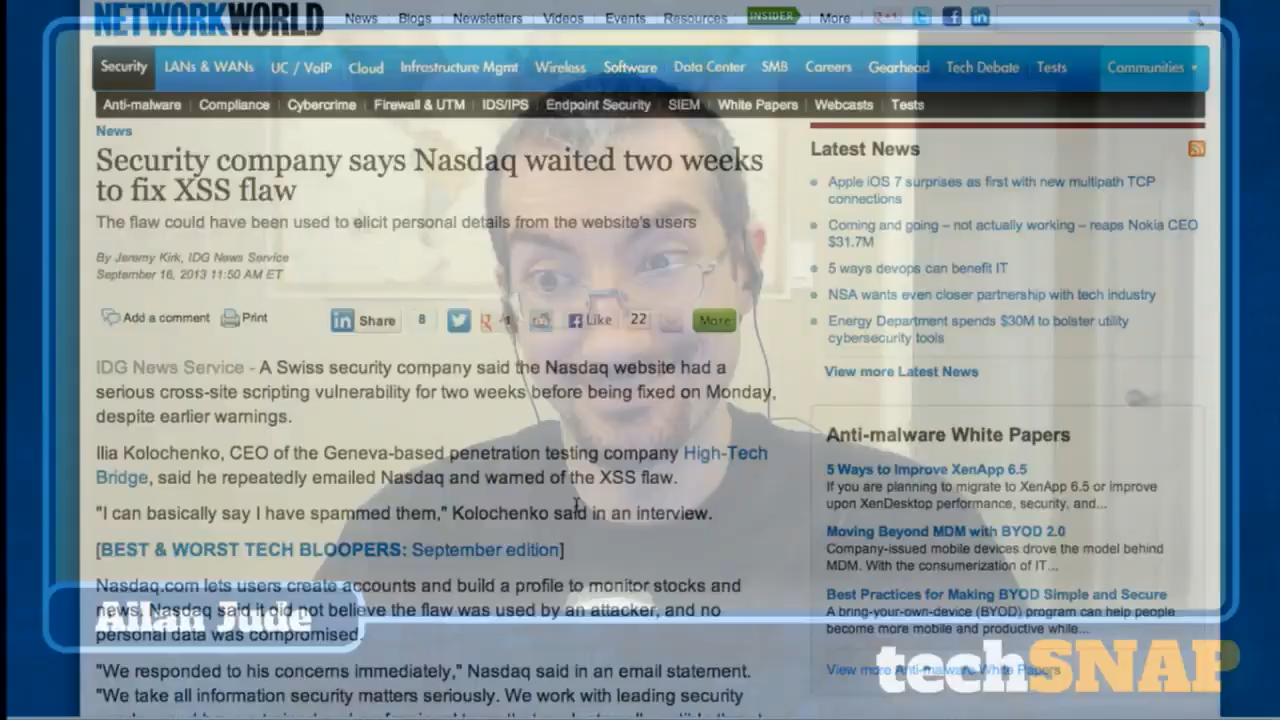 NETWORKWORLD
News Blogs Newsletters Videos Events Resources INSIDER More
Security LANs & WANs UC / VoIP Cloud Infrastructure Mgmt Wireless Software Data Center SMB Careers Gearhead Tech Debate Tests Communities
Anti-malware Compliance Cybercrime Firewall & UTM IDS/IPS Endpoint Security SIEM White Papers Webcasts Tests
News
Security company says Nasdaq waited two weeks
to fix XSS flaw
The flaw could have been used to elicit personal details from the website's users
By Jeremy Kirk, IDG News Service
September 16, 2013 11:50 AM ET
Add a comment Print Share 8 Like 22 More
IDG News Service - A Swiss security company said the Nasdaq website had a
serious cross-site scripting vulnerability for two weeks before being fixed on Monday,
despite earlier warnings.
Ilia Kolochenko, CEO of the Geneva-based penetration testing company High-Tech
Bridge, said he repeatedly emailed Nasdaq and warned of the XSS flaw.
"I can basically say I have spammed them," Kolochenko said in an interview.
[BEST & WORST TECH BLOOPERS: September edition]
Nasdaq.com lets users create accounts and build a profile to monitor stocks and
news. Nasdaq said it did not believe the flaw was used by an attacker, and no
personal data was compromised.
"We responded to his concerns immediately," Nasdaq said in an email statement.
"We take all information security matters seriously. We work with leading security
Latest News
Apple iOS 7 surprises as first with new multipath TCP
connections
Coming and going – not actually working – reaps Nokia CEO
$31.7M
5 ways devops can benefit IT
NSA wants even closer partnership with tech industry
Energy Department spends $30M to bolster utility
cybersecurity tools
View more Latest News
Anti-malware White Papers
5 Ways to Improve XenApp 6.5
If you are planning to migrate to XenApp 6.5 or improve
upon XenDesktop performance, security, and...
Moving Beyond MDM with BYOD 2.0
Company-issued mobile devices drove the model behind
MDM. With the consumerization of IT...
Best Practices for Making BYOD Simple and Secure
A bring-your-own-device (BYOD) program can help people
become more mobile and productive while...
View more Anti-malware White Papers
Allan Jude
techSNAP